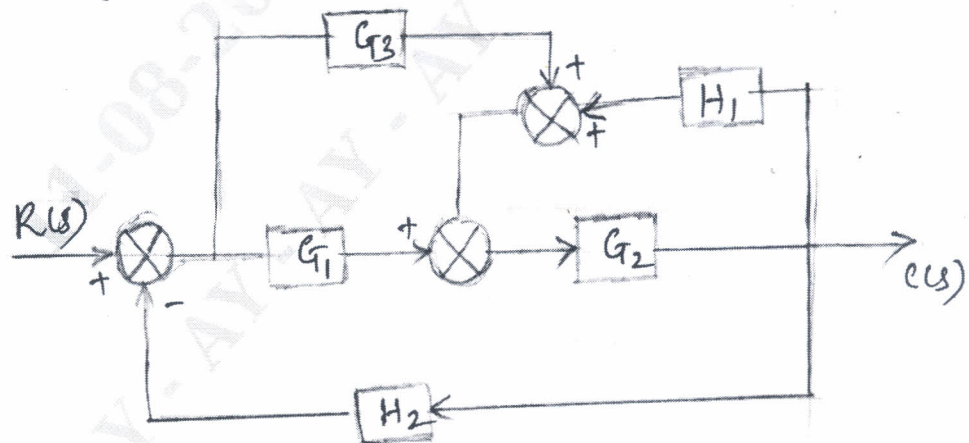 G3
+
H1
+
R(s)
+
G1
+
G2
C(s)
-
H2